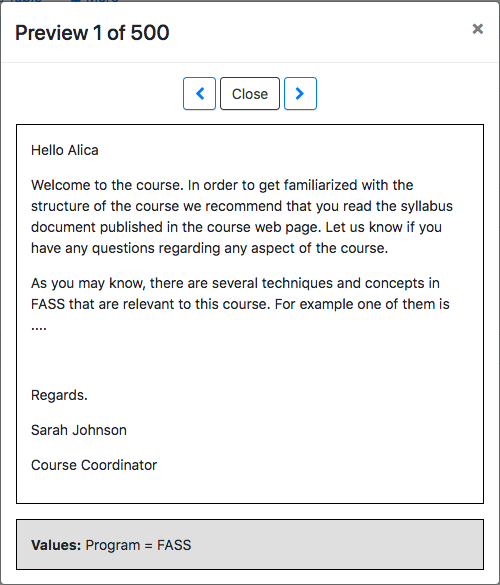 Preview 1 of 500
×
Close
Hello Alica
Welcome to the course. In order to get familiarized with the
structure of the course we recommend that you read the syllabus
document published in the course web page. Let us know if you
have any questions regarding any aspect of the course.
As you may know, there are several techniques and concepts in
FASS that are relevant to this course. For example one of them is
....
Regards.
Sarah Johnson
Course Coordinator
Values: Program = FASS